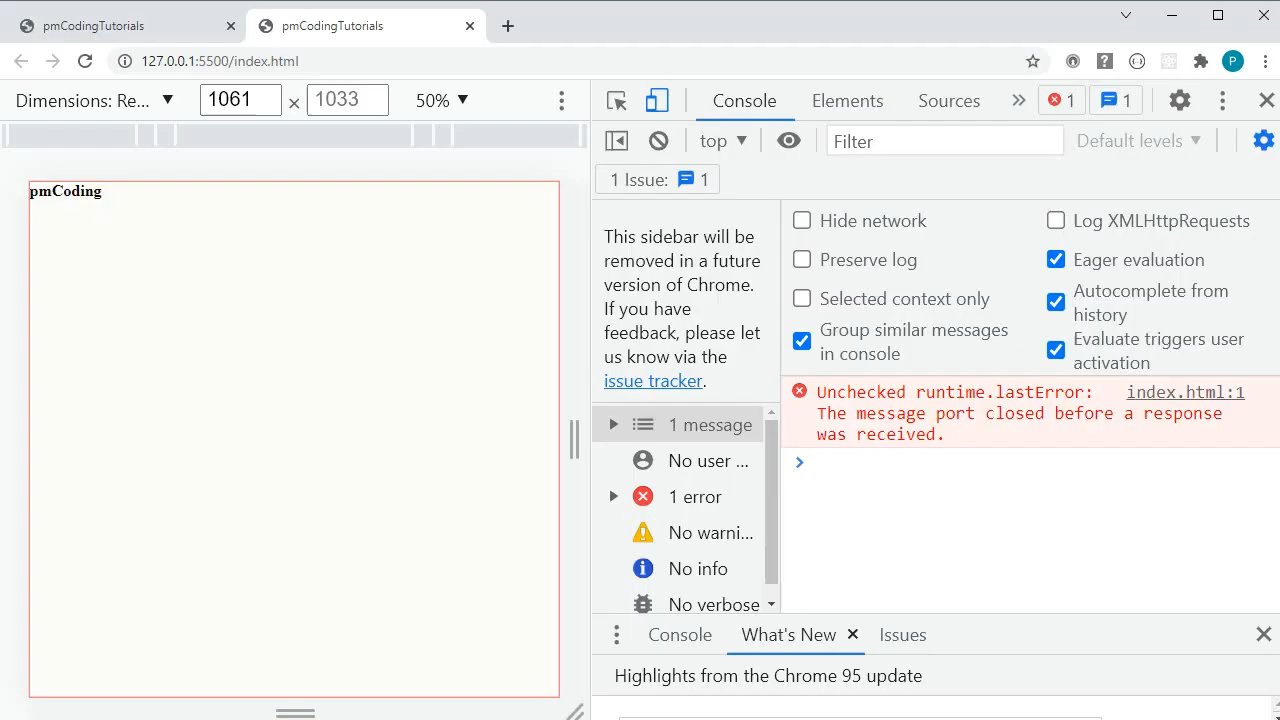 pmCodingTutorials
pmCodingTutorials
127.0.0.1:5500/index.html
P
Dimensions: Re...
1061 × 1033
50%
Console
Elements
Sources
1
1
top
Filter
Default levels
1 Issue: 1
This sidebar will be
removed in a future
version of Chrome.
If you have
feedback, please let
us know via the
issue tracker.
Hide network
Log XMLHttpRequests
Preserve log
Eager evaluation
Selected context only
Autocomplete from
history
Group similar messages
in console
Evaluate triggers user
activation
pmCoding
1 message
No user ...
1 error
No warni...
No info
No verbose
Unchecked runtime.lastError: index.html:1
The message port closed before a response
was received.
Console
What's New
Issues
Highlights from the Chrome 95 update